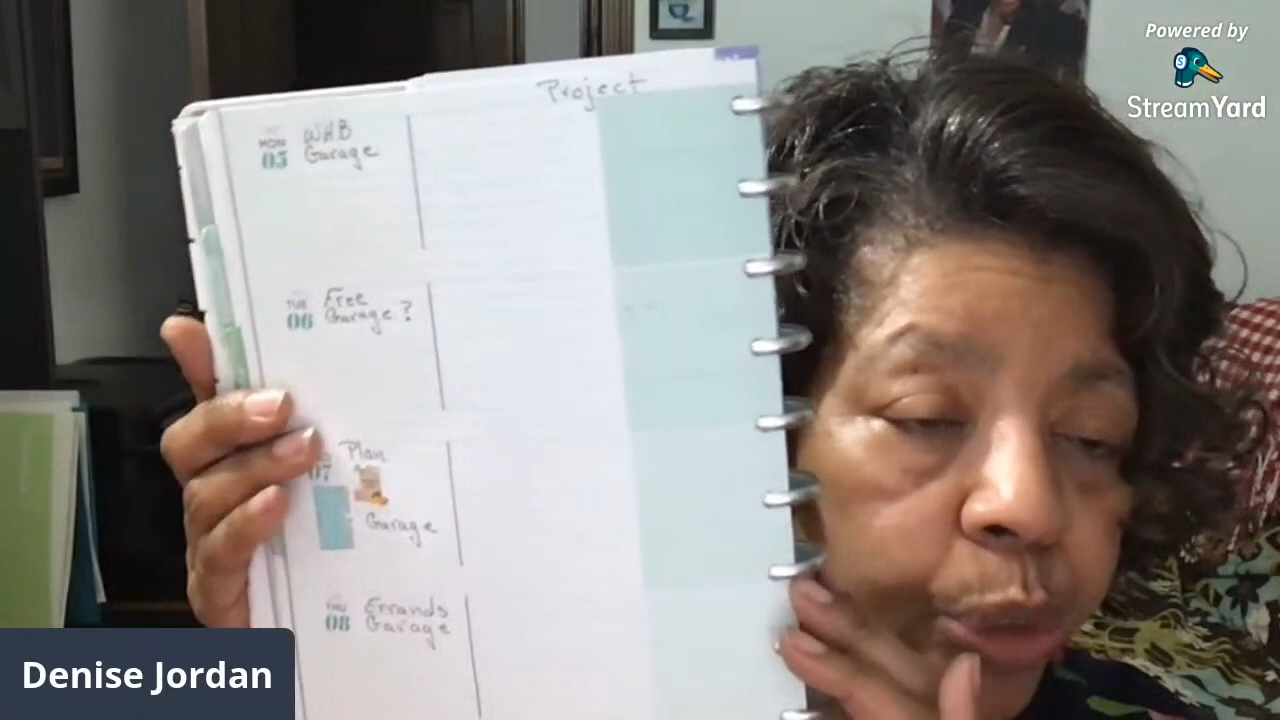 Powered by
StreamYard
Project
MON
05
WHB
Garage
TUE
06
Free
Garage ?
07
Plan
Garage
THU
08
Errands
Garage
Denise Jordan